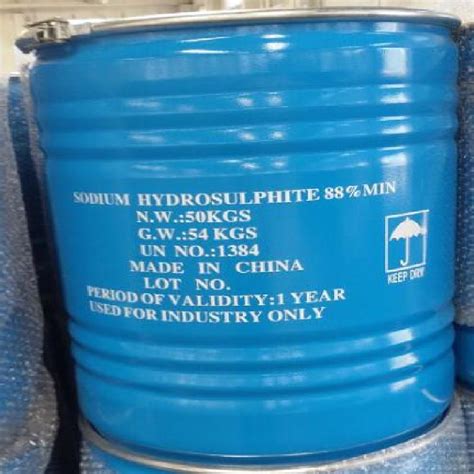 SODIUM HYDROSULPHITE 88%MIN
N.W.:50KGS
G.W.:54 KGS
UN NO.:1384
MADE IN CHINA
LOT NO.
PERIOD OF VALIDITY:1 YEAR
USED FOR INDUSTRY ONLY
KEEP DRY